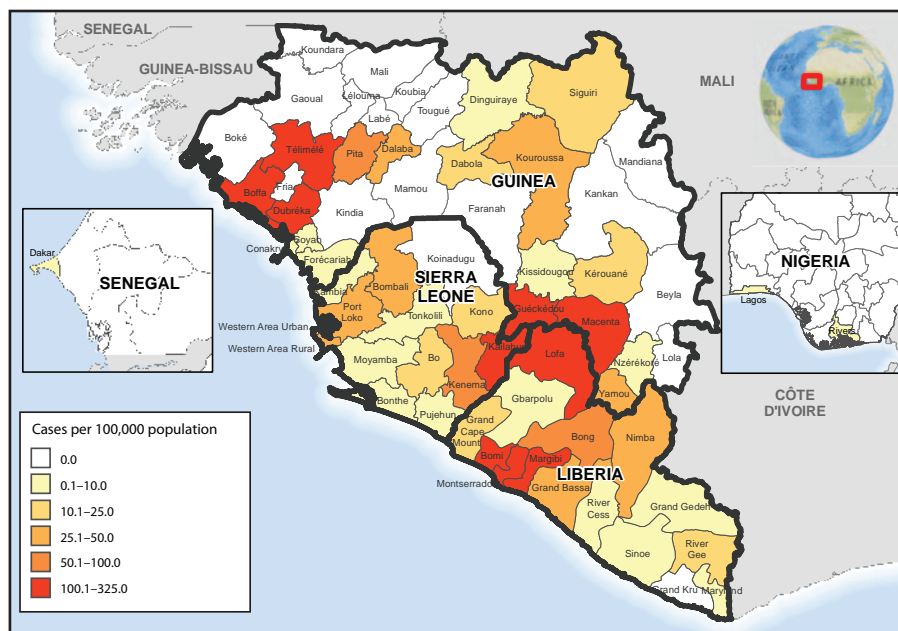 SENEGAL
GUINEA-BISSAU
MALI
AFRICA
Koundara
Mali
Koubia
Lélouma
Gaoual
Labé
Tougué
Dinguiraye
Siguiri
Boké
Télimélé
Pita
Dalaba
Dabola
Kouroussa
Mandiana
GUINEA
Boffa
Fria
Mamou
Faranah
Kankan
Dubréka
Kindia
Coyah
Conakry
Forécariah
Koinadugu
Kissidougou
Kérouané
Beyla
Dakar
SENEGAL
NIGERIA
Lagos
Rivers
SIERRA
LEONE
Kambia
Bombali
Port
Loko
Kono
Tonkolili
Guéckédou
Macenta
Western Area Urban
Western Area Rural
Moyamba
Bo
Kailahun
Kenema
Lofa
Nzérékoré
Lola
Yamou
Bonthe
Pujehun
Gbarpolu
CÔTE
D'IVOIRE
Grand
Cape
Mount
Bong
Nimba
Bomi
Margibi
LIBERIA
Montserrado
Grand Bassa
River
Cess
Grand Gedeh
Sinoe
River
Gee
Grand Kru
Maryland
Cases per 100,000 population
0.0
0.1–10.0
10.1–25.0
25.1–50.0
50.1–100.0
100.1–325.0